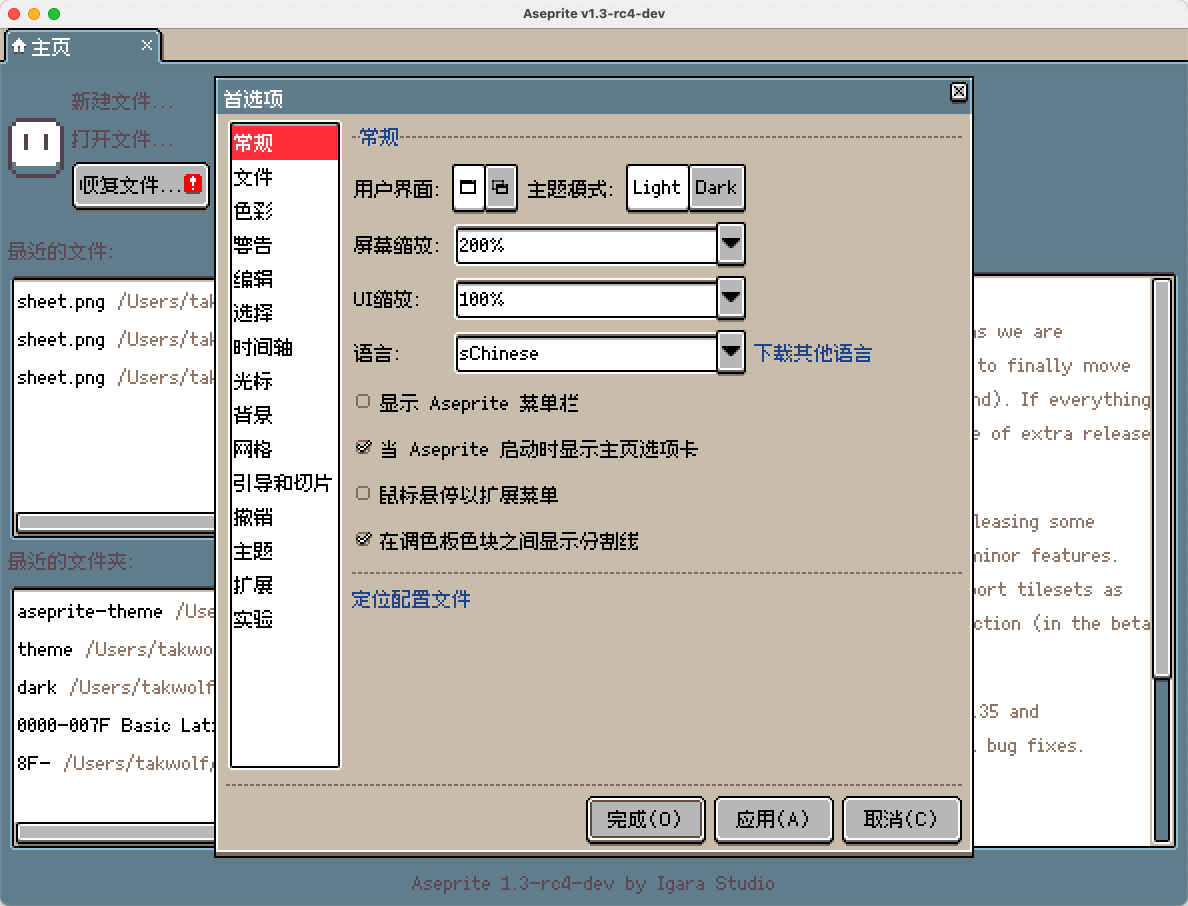 Aseprite v1.3-rc4-dev
主页
新建文件...
打开文件...
恢复文件...
最近的文件:
sheet.png /Users/tak
sheet.png /Users/tak
sheet.png /Users/tak
最近的文件夹:
aseprite-theme /Use
theme /Users/takwo
dark /Users/takwolf
0000-007F Basic Lat
8F- /Users/takwolf/
首选项
常规
文件
色彩
警告
编辑
选择
时间轴
光标
背景
网格
引导和切片
撤销
主题
扩展
实验
常规
用户界面: 主题模式: Light Dark
屏幕缩放: 200%
UI缩放: 100%
语言: sChinese 下载其他语言
显示 Aseprite 菜单栏
当 Aseprite 启动时显示主页选项卡
鼠标悬停以扩展菜单
在调色板色块之间显示分割线
定位配置文件
完成(O) 应用(A) 取消(C)
as we are
to finally move
nd). If everything
e of extra release
leasing some
minor features.
port tilesets as
ction (in the beta
.35 and
bug fixes.
Aseprite 1.3-rc4-dev by Igara Studio